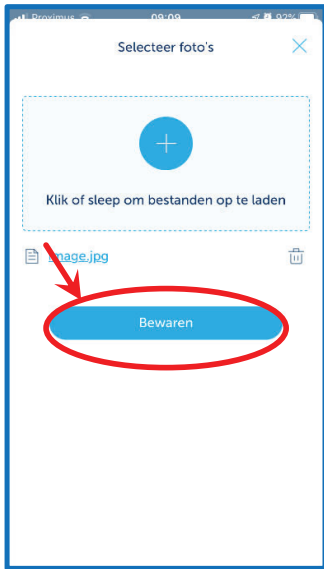 Proximus 09:09 92%
Selecteer foto's
Klik of sleep om bestanden op te laden
image.jpg
Bewaren